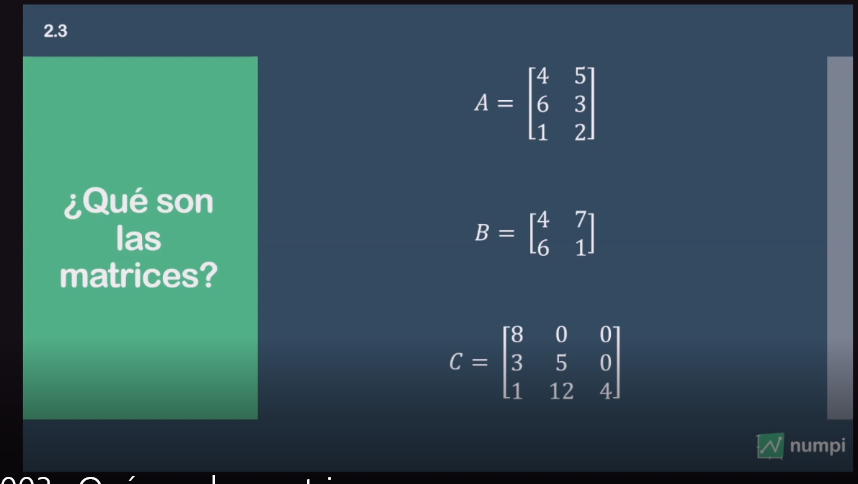 2.3
¿Qué son
las
matrices?
A = [4 5
6 3
1 2]
B = [4 7
6 1]
C = [8 0 0
3 5 0
1 12 4]
numpi